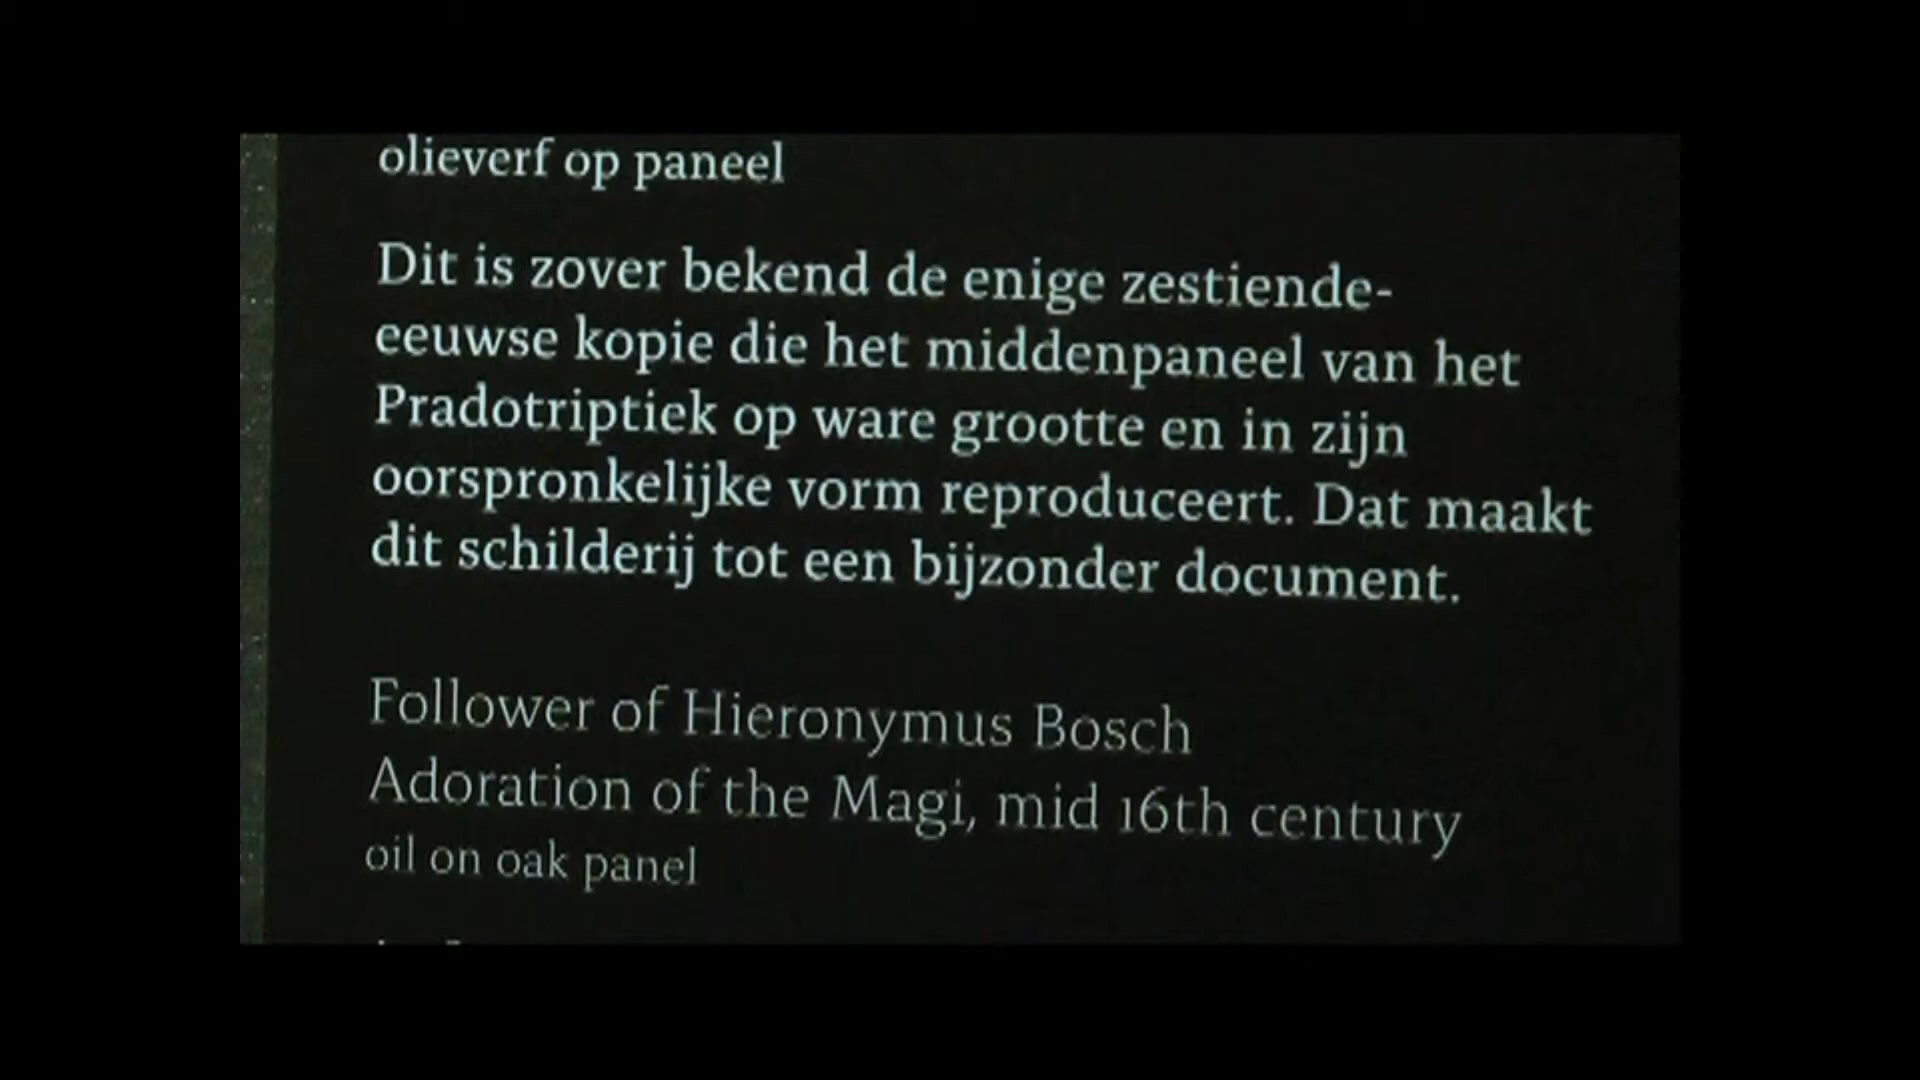 olieverf op paneel
Dit is zover bekend de enige zestiende-
eeuwse kopie die het middenpaneel van het
Pradotriptiek op ware grootte en in zijn
oorspronkelijke vorm reproduceert. Dat maakt
dit schilderij tot een bijzonder document.
Follower of Hieronymus Bosch
Adoration of the Magi, mid 16th century
oil on oak panel